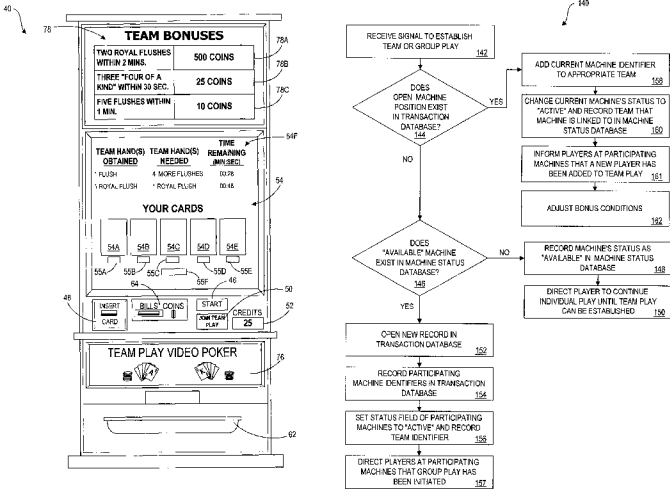 40
78
TEAM BONUSES
TWO ROYAL FLUSHES
WITHIN 2 MINS.
500 COINS
78A
THREE "FOUR OF A
KIND" WITHIN 30 SEC.
25 COINS
78B
FIVE FLUSHES WITHIN
1 MIN.
10 COINS
78C
TEAM HAND(S)
OBTAINED
TEAM HAND(S)
NEEDED
TIME
REMAINING
(MIN:SEC)
54F
FLUSH
4 MORE FLUSHES
ROYAL FLUSH
ROYAL FLUSH
54
YOUR CARDS
54A
54B
54C
54D
54E
55A
55B
55C
55F
55D
55E
64
46
50
48
INSERT
CARD
BILLS
COINS
START
JOIN TEAM
PLAY
CREDITS
25
52
TEAM PLAY VIDEO POKER
76
62
140
RECEIVE SIGNAL TO ESTABLISH
TEAM OR GROUP PLAY
142
DOES
OPEN MACHINE
POSITION EXIST
IN TRANSACTION
DATABASE?
144
YES
NO
ADD CURRENT MACHINE IDENTIFIER
TO APPROPRIATE TEAM
158
CHANGE CURRENT MACHINE'S STATUS
TO "ACTIVE" AND RECORD TEAM THAT
MACHINE IS LINKED TO IN MACHINE
STATUS DATABASE
160
INFORM PLAYERS AT PARTICIPATING
MACHINES THAT A NEW PLAYER HAS
BEEN ADDED TO TEAM PLAY
161
ADJUST BONUS CONDITIONS
162
DOES
"AVAILABLE" MACHINE
EXIST IN MACHINE STATUS
DATABASE?
146
NO
YES
RECORD MACHINE'S STATUS AS
"AVAILABLE" IN MACHINE STATUS
DATABASE
148
DIRECT PLAYER TO CONTINUE
INDIVIDUAL PLAY UNTIL TEAM PLAY
CAN BE ESTABLISHED
150
OPEN NEW RECORD IN
TRANSACTION DATABASE
152
RECORD PARTICIPATING
MACHINE IDENTIFIERS IN TRANSACTION
DATABASE
154
SET STATUS FIELD OF PARTICIPATING
MACHINES TO "ACTIVE" AND RECORD
TEAM IDENTIFIER
156
DIRECT PLAYERS AT PARTICIPATING
MACHINES THAT GROUP PLAY HAS
BEEN INITIATED
157